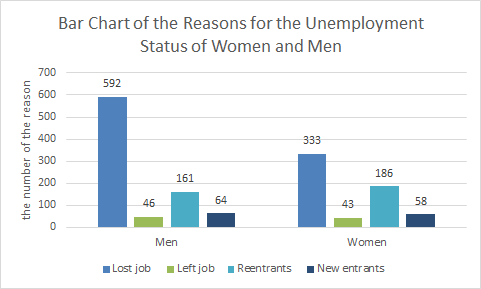 Bar Chart of the Reasons for the Unemployment
Status of Women and Men
the number of the reason
700
600
500
400
300
200
100
0
592
46
161
64
333
43
186
58
Men
Women
Lost job
Left job
Reentrants
New entrants